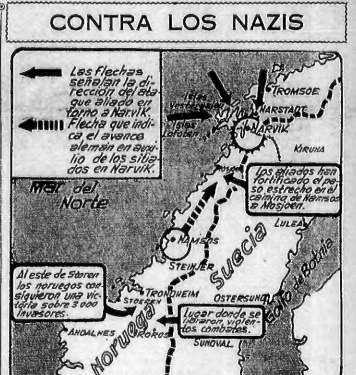 CONTRA LOS NAZIS
Las flechas
señalan la di-
rección del ata-
que aliado en
torno a Narvik.
Flecha que indi-
ca el avance
alemán en auxi-
lio de los sitia-
dos en Narvik.
TROMSOE
HARSTADT
Islas
Islas
Lofoten
NARVIK
KIRUNA
Mar del
Norte
Los aliados han
fortificado el pa-
so estrecho en el
camino de Namsos
a Mosjoen.
LULEA
NAMSOS
STEINJER
Suecia
Golfo de Botnia
Al este de Storen
los noruegos con-
siguieron una vic-
toria sobre 3 000
invasores.
TRONDHEIM
STOEREN
OSTERSUND
Noruega
Lugar donde se
libraron violen-
tos combates.
ANDALNES
ROROS
SUNDVAL